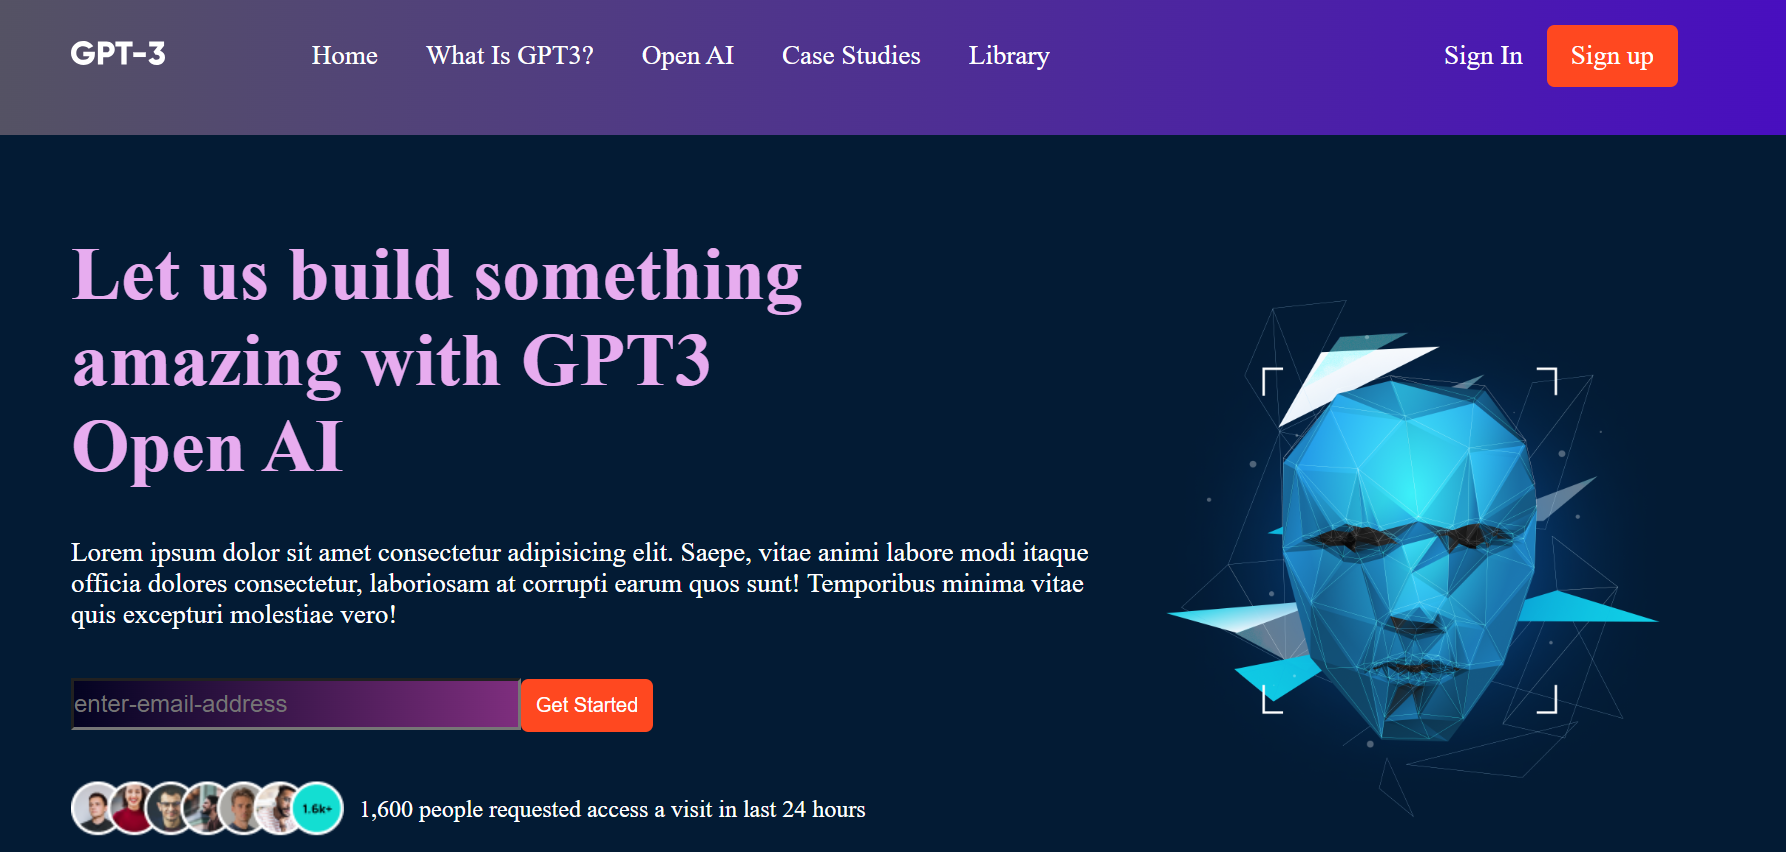 GPT-3 Home What Is GPT3? Open AI Case Studies Library Sign In Sign up
Let us build something
amazing with GPT3
Open AI
Lorem ipsum dolor sit amet consectetur adipisicing elit. Saepe, vitae animi labore modi itaque
officia dolores consectetur, laboriosam at corrupti earum quos sunt! Temporibus minima vitae
quis excepturi molestiae vero!
enter-email-address Get Started
1.6k+ 1,600 people requested access a visit in last 24 hours